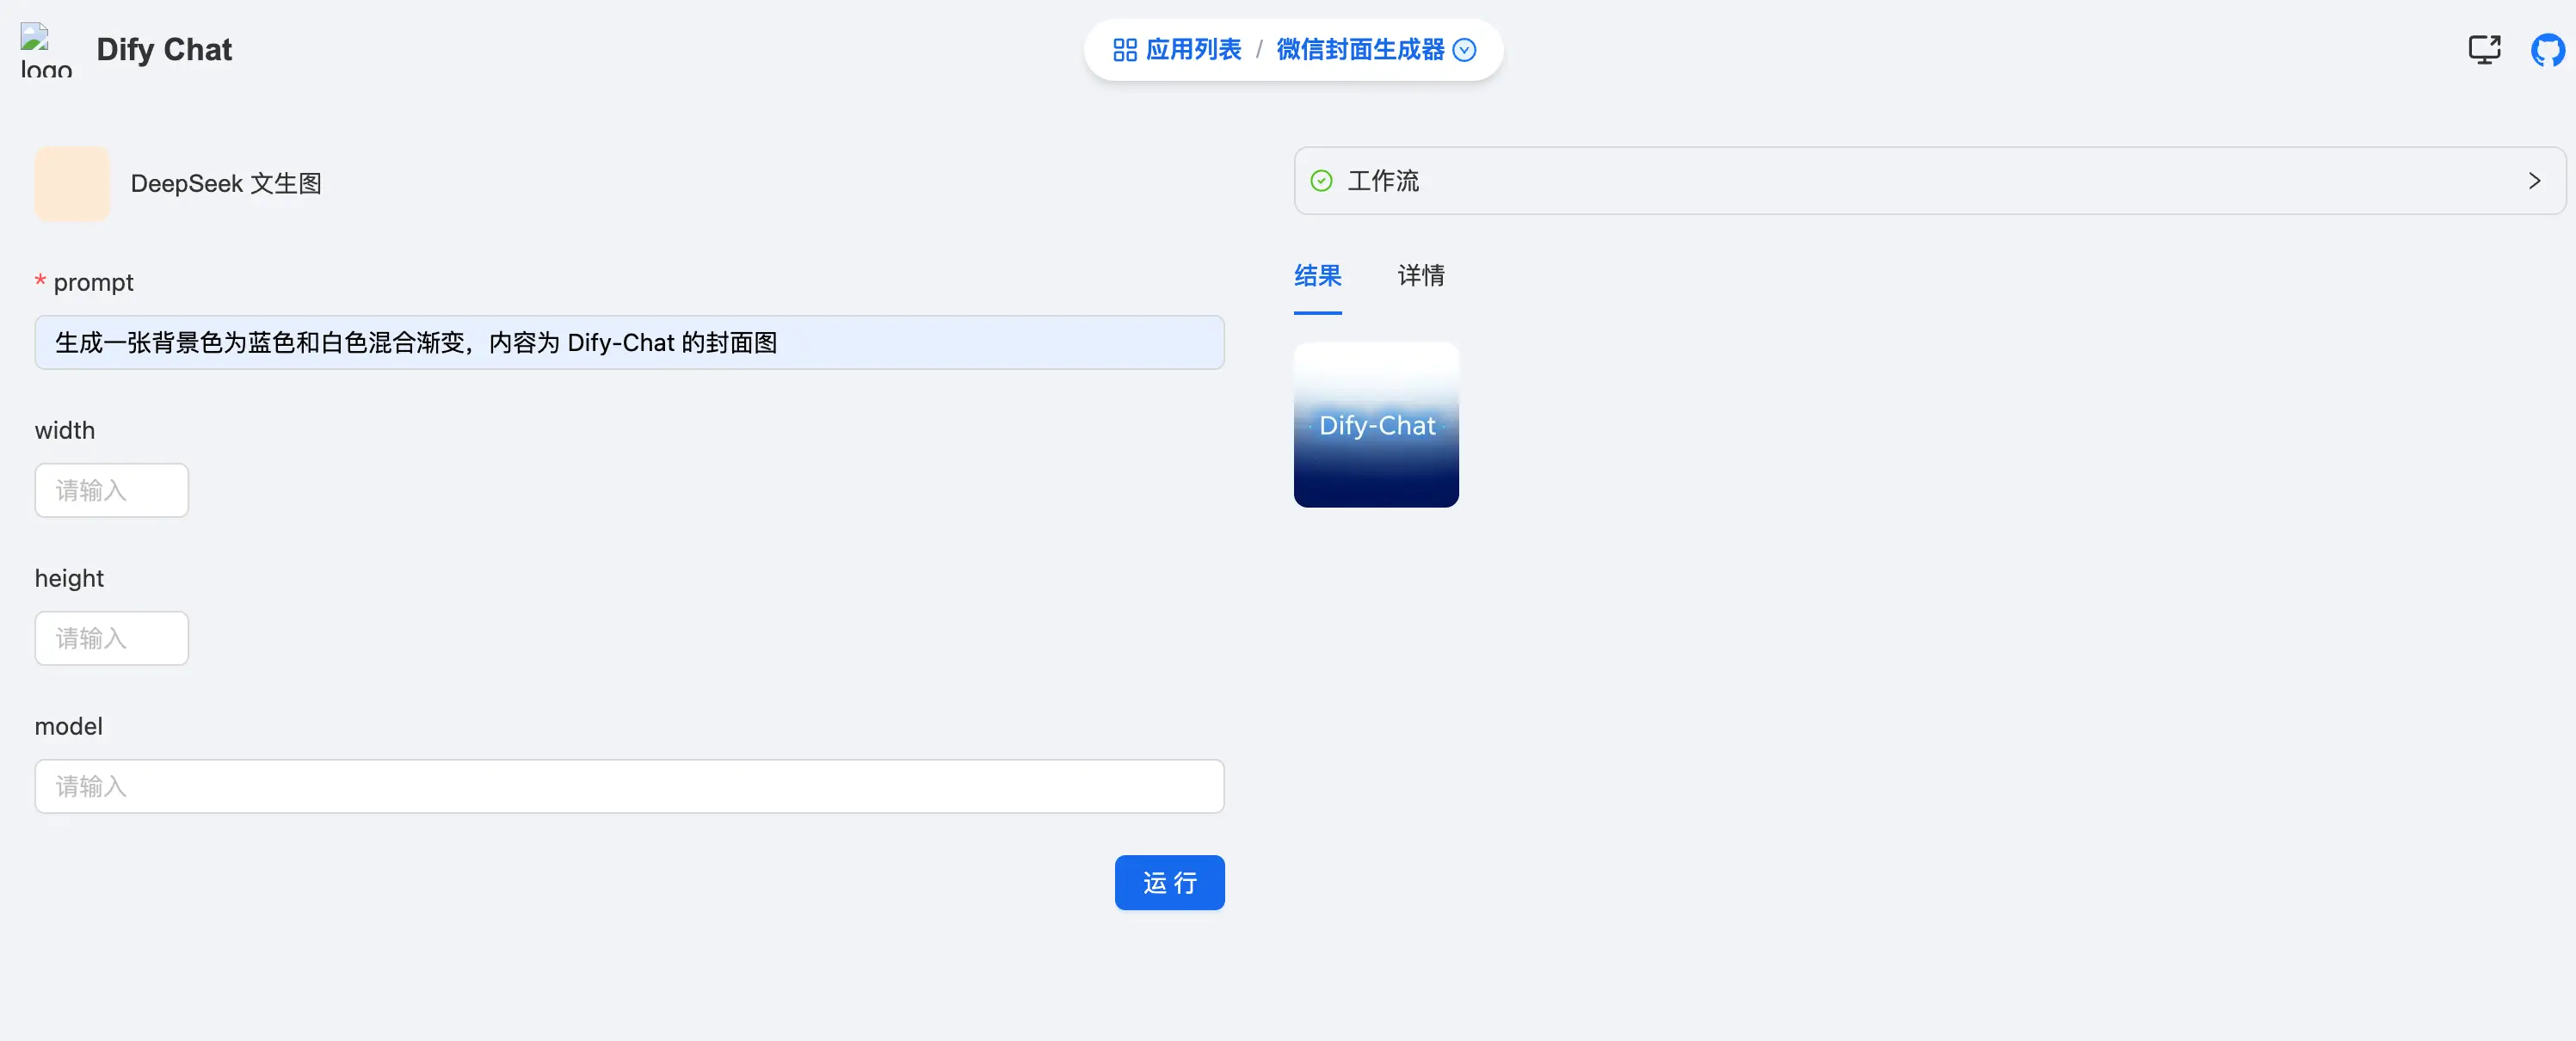 logo
Dify Chat
应用列表 / 微信封面生成器
DeepSeek 文生图
* prompt
生成一张背景色为蓝色和白色混合渐变，内容为 Dify-Chat 的封面图
width
请输入
height
请输入
model
请输入
运 行
工作流
结果
详情
Dify-Chat